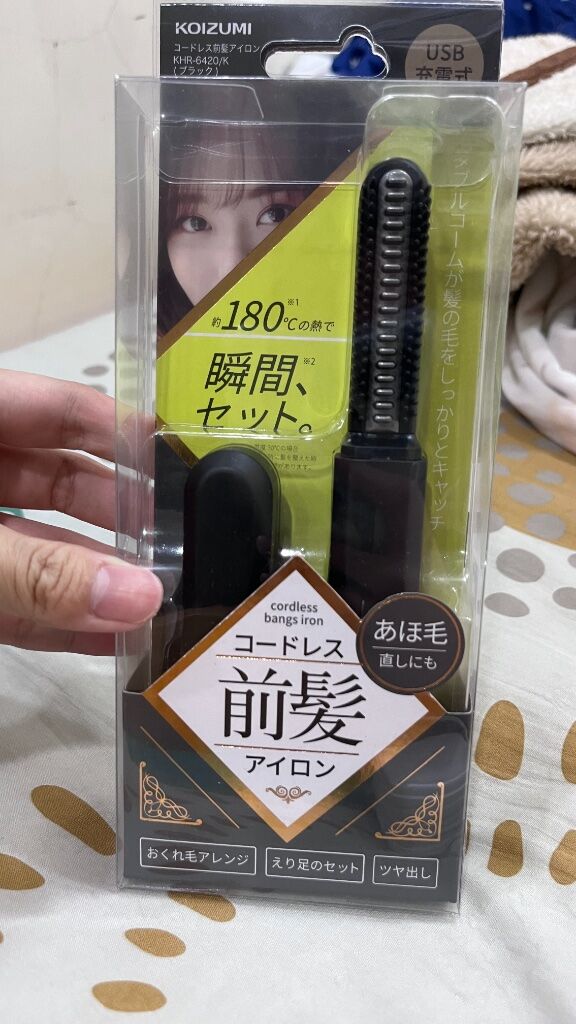 KOIZUMI
コードレス前髪アイロン
KHR-6420/K
(ブラック)
USB
充電式
約180℃の熱で
※1
瞬間、
※2
セット。
ダブルコームが髪の毛をしっかりとキャッチ
cordless
bangs iron
コードレス
前髪
アイロン
あほ毛
直しにも
おくれ毛アレンジ
えり足のセット
ツヤ出し